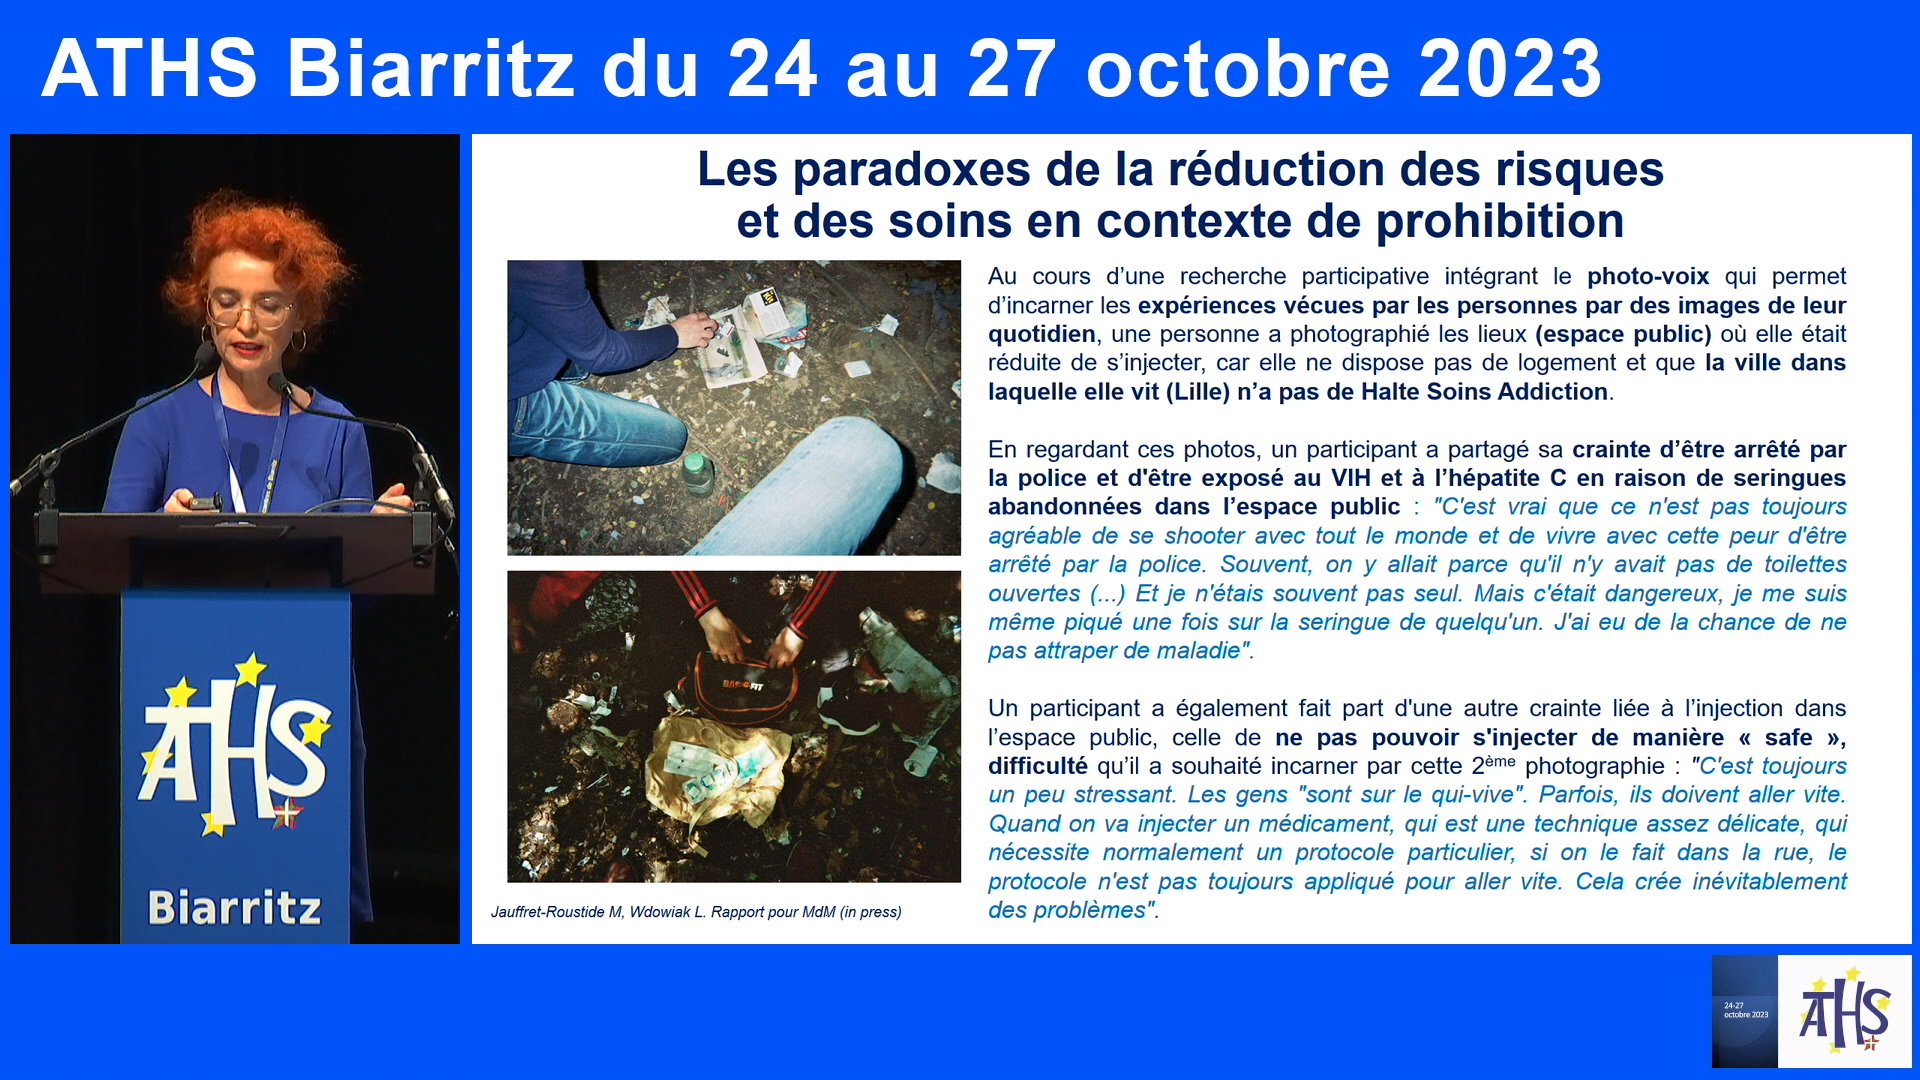 ATHS Biarritz du 24 au 27 octobre 2023
Les paradoxes de la réduction des risques
et des soins en contexte de prohibition
Au cours d’une recherche participative intégrant le photo-voix qui permet
d’incarner les expériences vécues par les personnes par des images de leur
quotidien, une personne a photographié les lieux (espace public) où elle était
réduite de s’injecter, car elle ne dispose pas de logement et que la ville dans
laquelle elle vit (Lille) n’a pas de Halte Soins Addiction.
En regardant ces photos, un participant a partagé sa crainte d’être arrêté par
la police et d'être exposé au VIH et à l’hépatite C en raison de seringues
abandonnées dans l’espace public : "C'est vrai que ce n'est pas toujours
agréable de se shooter avec tout le monde et de vivre avec cette peur d'être
arrêté par la police. Souvent, on y allait parce qu'il n'y avait pas de toilettes
ouvertes (...) Et je n'étais souvent pas seul. Mais c'était dangereux, je me suis
même piqué une fois sur la seringue de quelqu'un. J'ai eu de la chance de ne
pas attraper de maladie".
Un participant a également fait part d'une autre crainte liée à l’injection dans
l’espace public, celle de ne pas pouvoir s'injecter de manière « safe »,
difficulté qu’il a souhaité incarner par cette 2ème photographie : "C'est toujours
un peu stressant. Les gens "sont sur le qui-vive". Parfois, ils doivent aller vite.
Quand on va injecter un médicament, qui est une technique assez délicate, qui
nécessite normalement un protocole particulier, si on le fait dans la rue, le
protocole n'est pas toujours appliqué pour aller vite. Cela crée inévitablement
des problèmes".
BASIC-FIT
Jauffret-Roustide M, Wdowiak L. Rapport pour MdM (in press)
ATHS
Biarritz
24-27
octobre 2023
ATHS